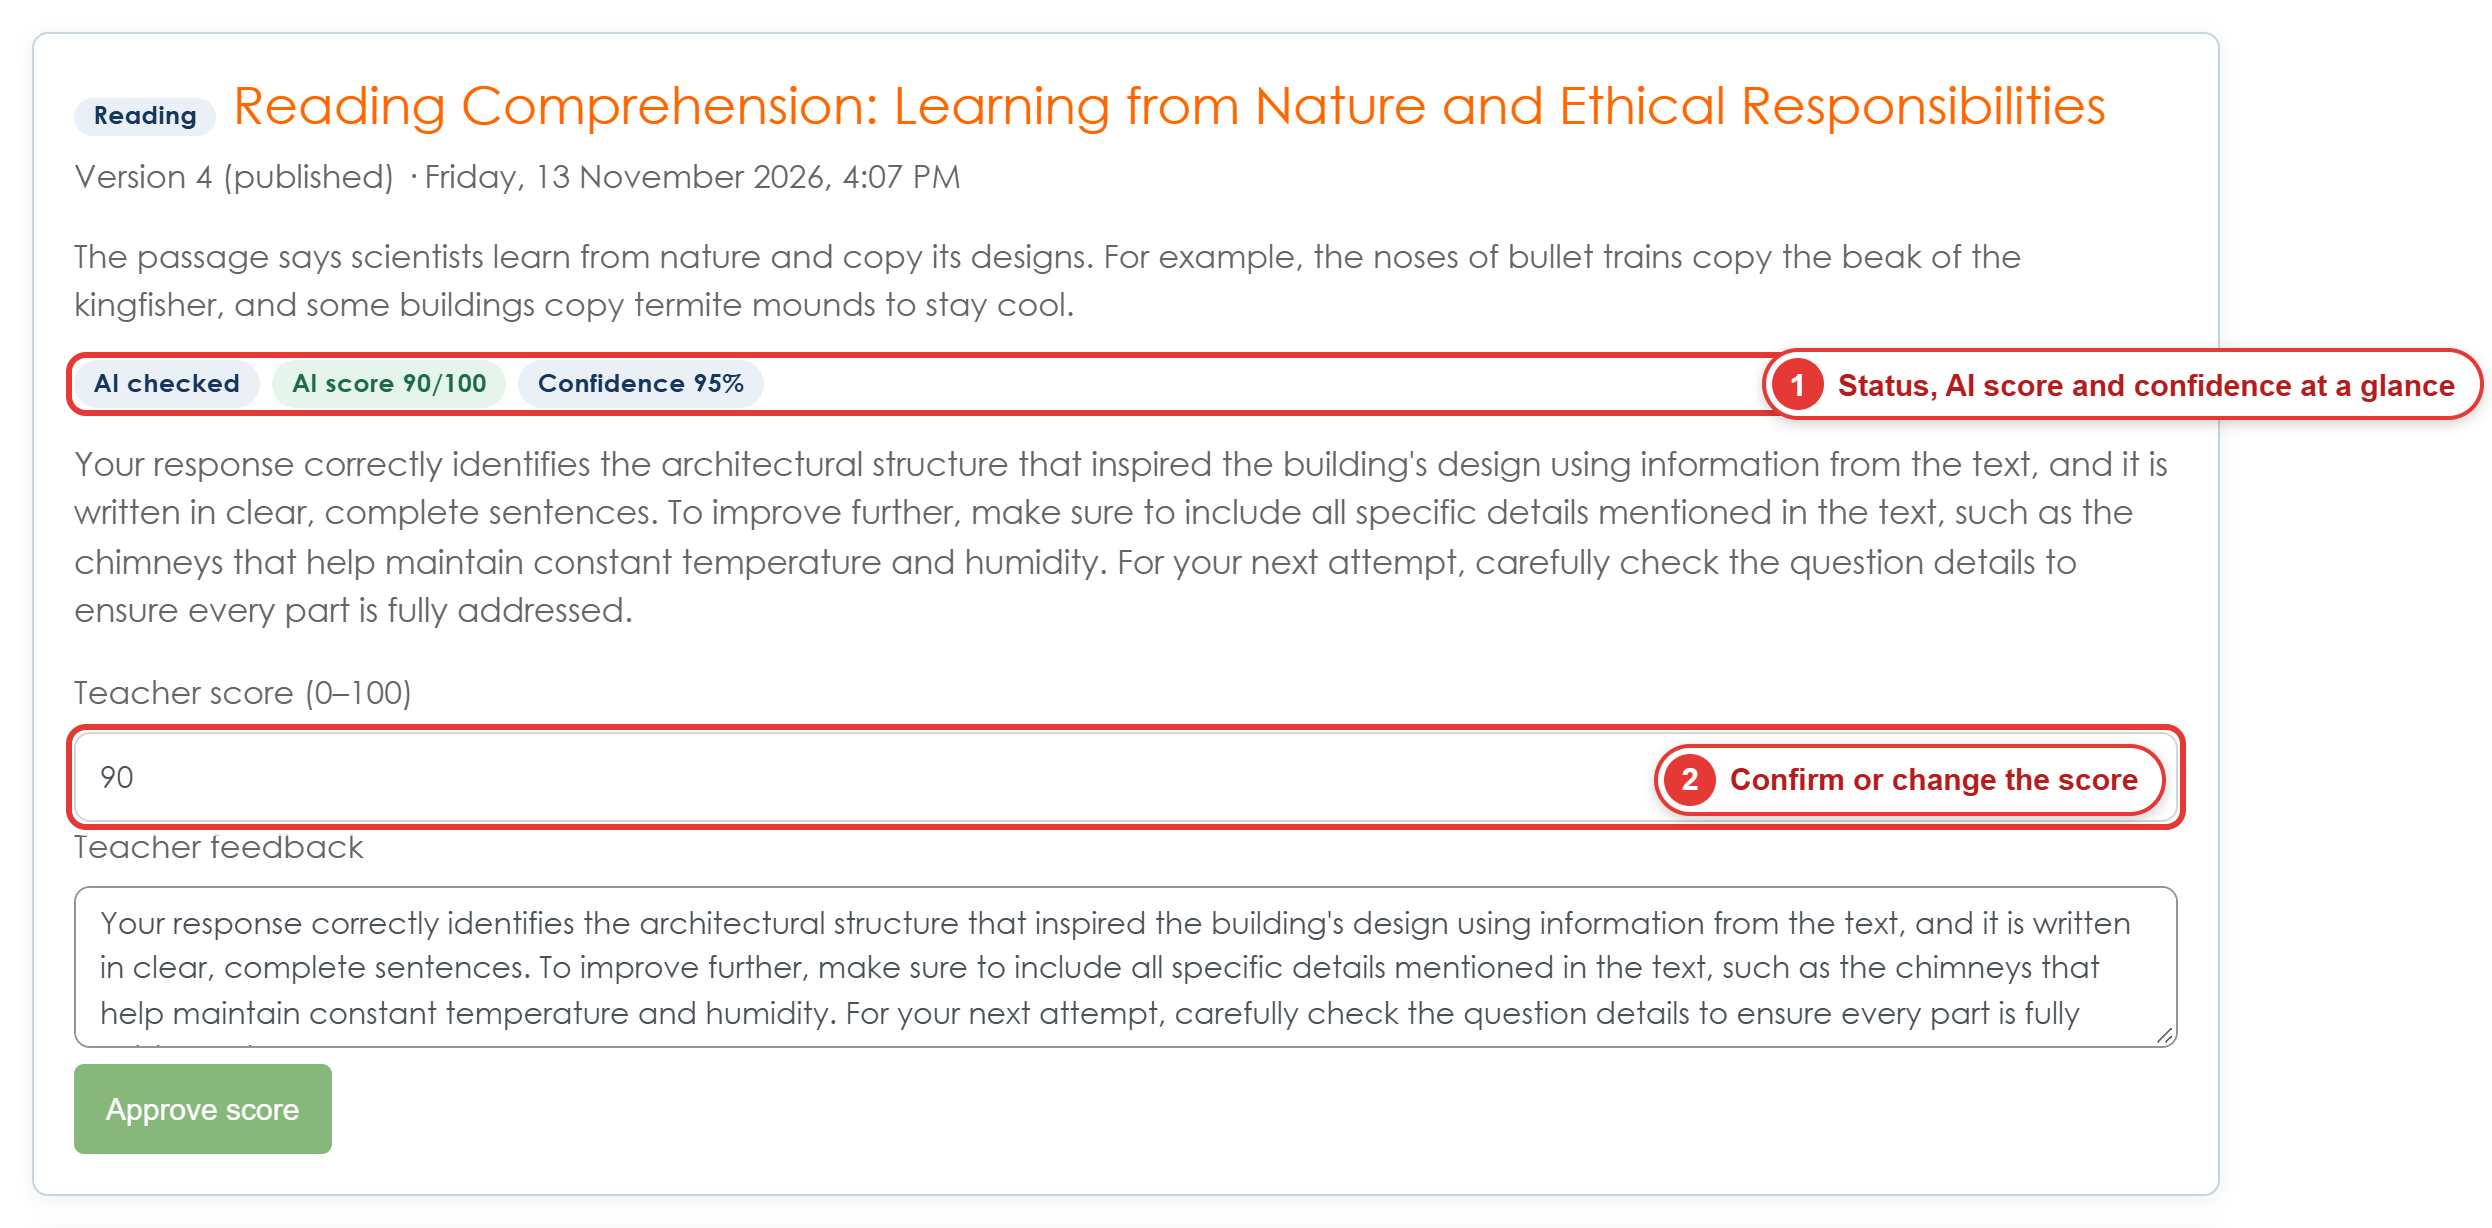 Reading Reading Comprehension: Learning from Nature and Ethical Responsibilities
Version 4 (published) · Friday, 13 November 2026, 4:07 PM
The passage says scientists learn from nature and copy its designs. For example, the noses of bullet trains copy the beak of the
kingfisher, and some buildings copy termite mounds to stay cool.
AI checked AI score 90/100 Confidence 95% 1 Status, AI score and confidence at a glance
Your response correctly identifies the architectural structure that inspired the building's design using information from the text, and it is
written in clear, complete sentences. To improve further, make sure to include all specific details mentioned in the text, such as the
chimneys that help maintain constant temperature and humidity. For your next attempt, carefully check the question details to
ensure every part is fully addressed.
Teacher score (0–100)
90 2 Confirm or change the score
Teacher feedback
Your response correctly identifies the architectural structure that inspired the building's design using information from the text, and it is written
in clear, complete sentences. To improve further, make sure to include all specific details mentioned in the text, such as the chimneys that
help maintain constant temperature and humidity. For your next attempt, carefully check the question details to ensure every part is fully
Approve score